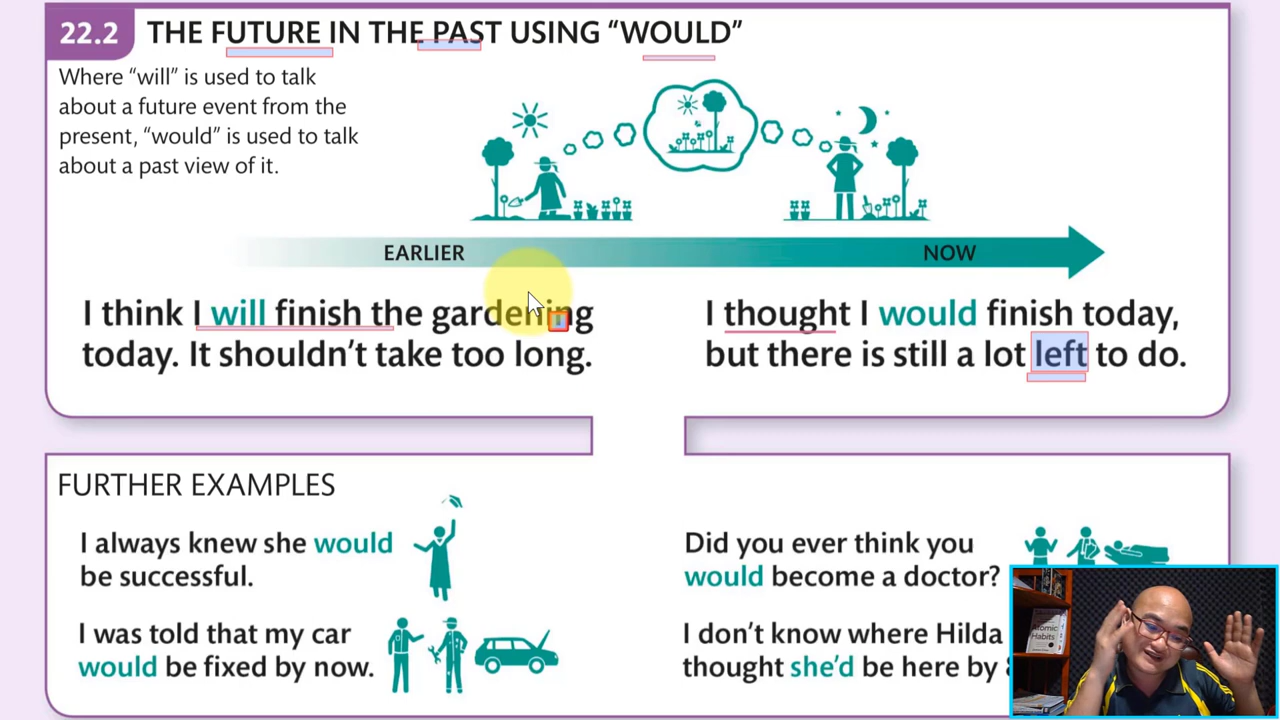 22.2 THE FUTURE IN THE PAST USING “WOULD”
Where “will” is used to talk
about a future event from the
present, “would” is used to talk
about a past view of it.
EARLIER
NOW
I think I will finish the gardening
today. It shouldn’t take too long.
I thought I would finish today,
but there is still a lot left to do.
FURTHER EXAMPLES
I always knew she would
be successful.
Did you ever think you
would become a doctor?
I was told that my car
would be fixed by now.
I don’t know where Hilda
thought she’d be here by
Atomic
Habits